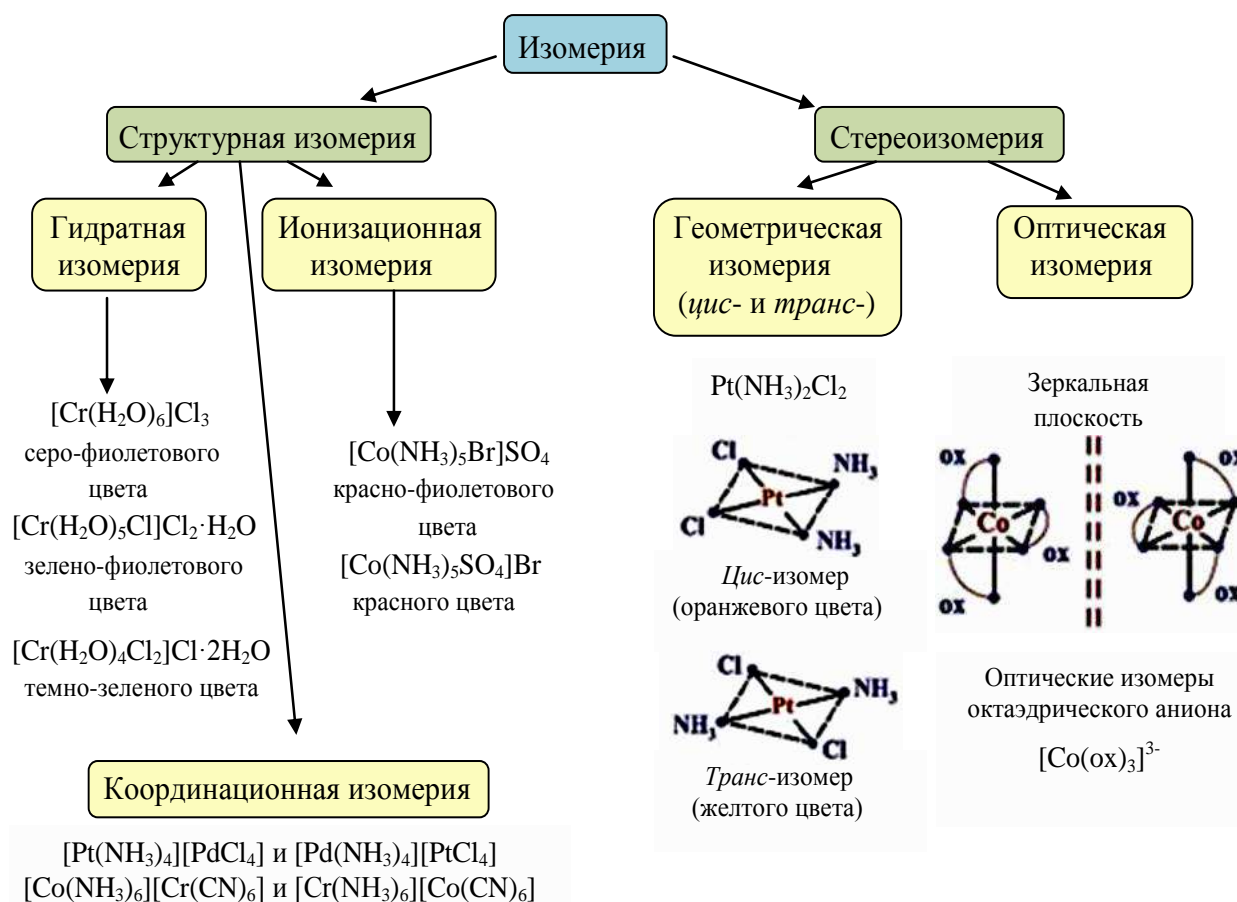 Изомерия
Структурная изомерия
Стереоизомерия
Гидратная
изомерия
Ионизационная
изомерия
Геометрическая
изомерия
(цис- и транс-)
Оптическая
изомерия
[Cr(H₂O)₆]Cl₃
серо-фиолетового
цвета
[Cr(H₂O)₅Cl]Cl₂·H₂O
зелено-фиолетового
цвета
[Cr(H₂O)₄Cl₂]Cl·2H₂O
темно-зеленого цвета
[Co(NH₃)₅Br]SO₄
красно-фиолетового
цвета
[Co(NH₃)₅SO₄]Br
красного цвета
Координационная изомерия
[Pt(NH₃)₄][PdCl₄] и [Pd(NH₃)₄][PtCl₄]
[Co(NH₃)₆][Cr(CN)₆] и [Cr(NH₃)₆][Co(CN)₆]
Pt(NH₃)₂Cl₂
Cl
NH₃
Pt
Cl
NH₃
Цис-изомер
(оранжевого цвета)
Cl
NH₃
Pt
NH₃
Cl
Транс-изомер
(желтого цвета)
Зеркальная
плоскость
ox
Co
ox
ox
ox
ox
Co
ox
Оптические изомеры
октаэдрического аниона
[Co(ox)₃]³⁻